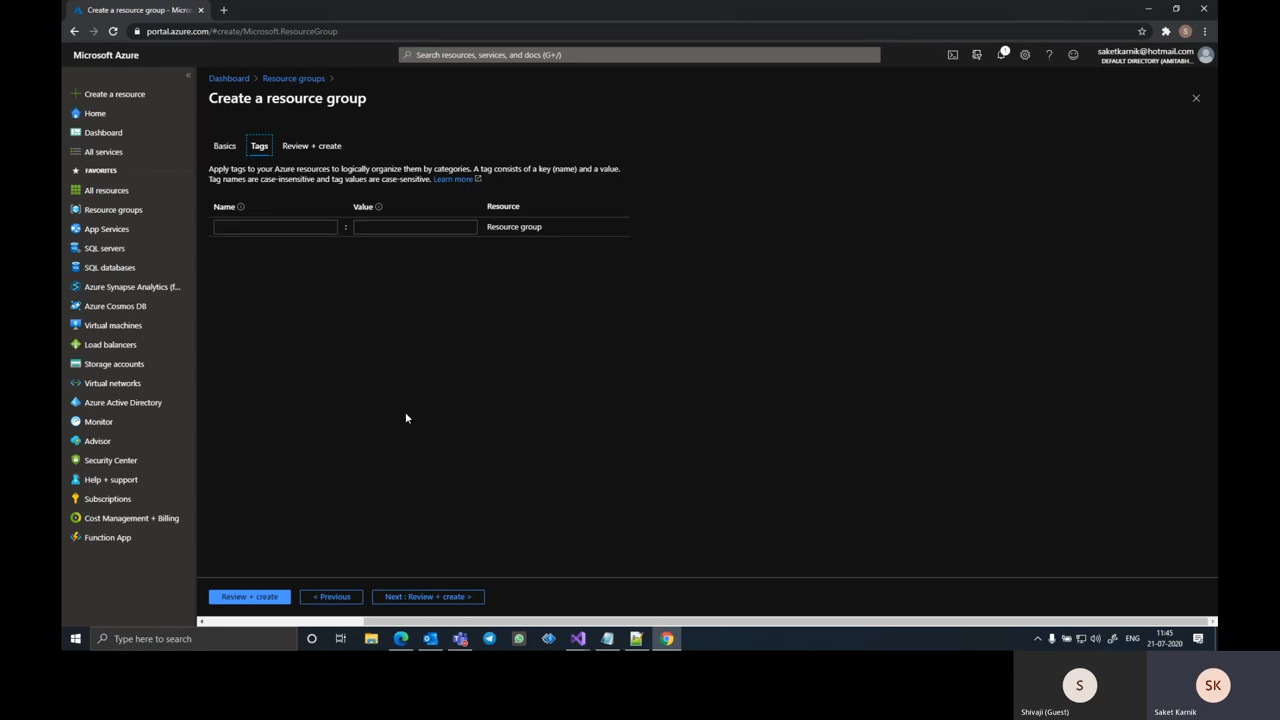 Create a resource group - Micros
portal.azure.com/#create/Microsoft.ResourceGroup
S
Microsoft Azure
Search resources, services, and docs (G+/)
1
saketkarnik@hotmail.com
DEFAULT DIRECTORY (AMITABH...
«
Create a resource
Home
Dashboard
All services
FAVORITES
All resources
Resource groups
App Services
SQL servers
SQL databases
Azure Synapse Analytics (f...
Azure Cosmos DB
Virtual machines
Load balancers
Storage accounts
Virtual networks
Azure Active Directory
Monitor
Advisor
Security Center
Help + support
Subscriptions
Cost Management + Billing
Function App
Dashboard > Resource groups >
Create a resource group
Basics Tags Review + create
Apply tags to your Azure resources to logically organize them by categories. A tag consists of a key (name) and a value.
Tag names are case-insensitive and tag values are case-sensitive. Learn more
Name Value Resource
: Resource group
Review + create < Previous Next : Review + create >
Type here to search
ENG
11:45
21-07-2020
S
Shivaji (Guest)
SK
Saket Karnik